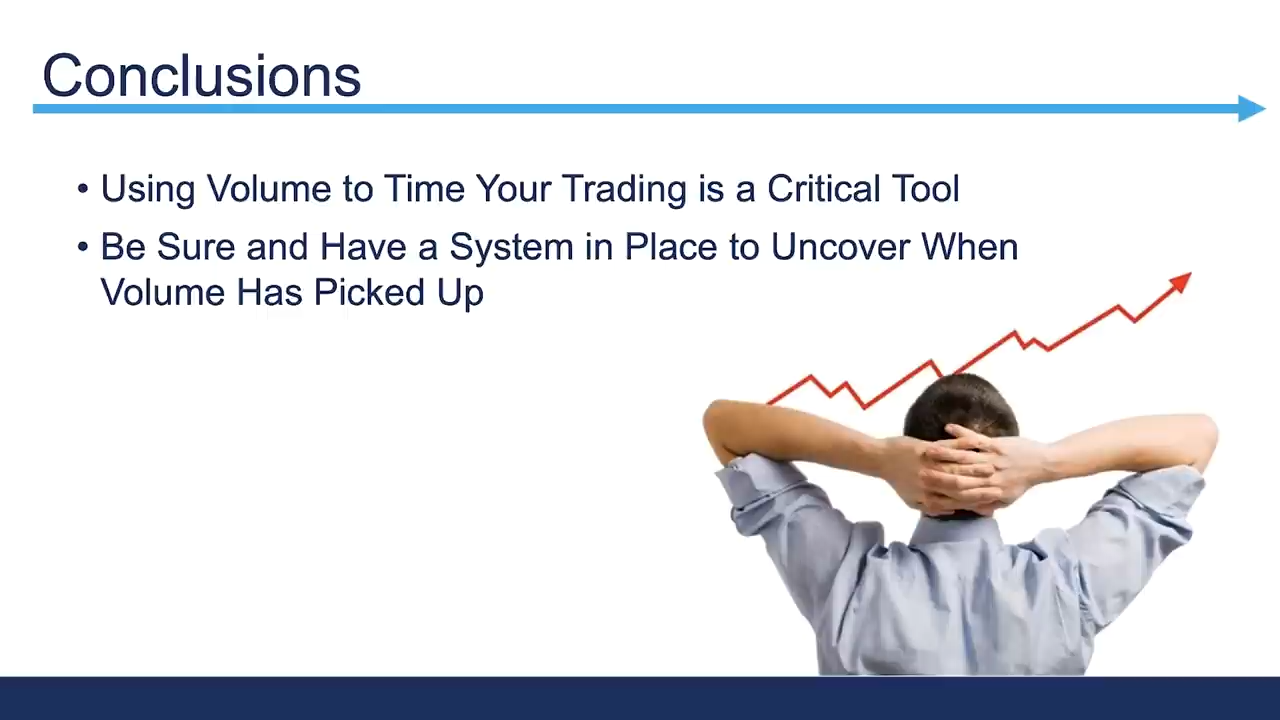 Conclusions
• Using Volume to Time Your Trading is a Critical Tool
• Be Sure and Have a System in Place to Uncover When
Volume Has Picked Up